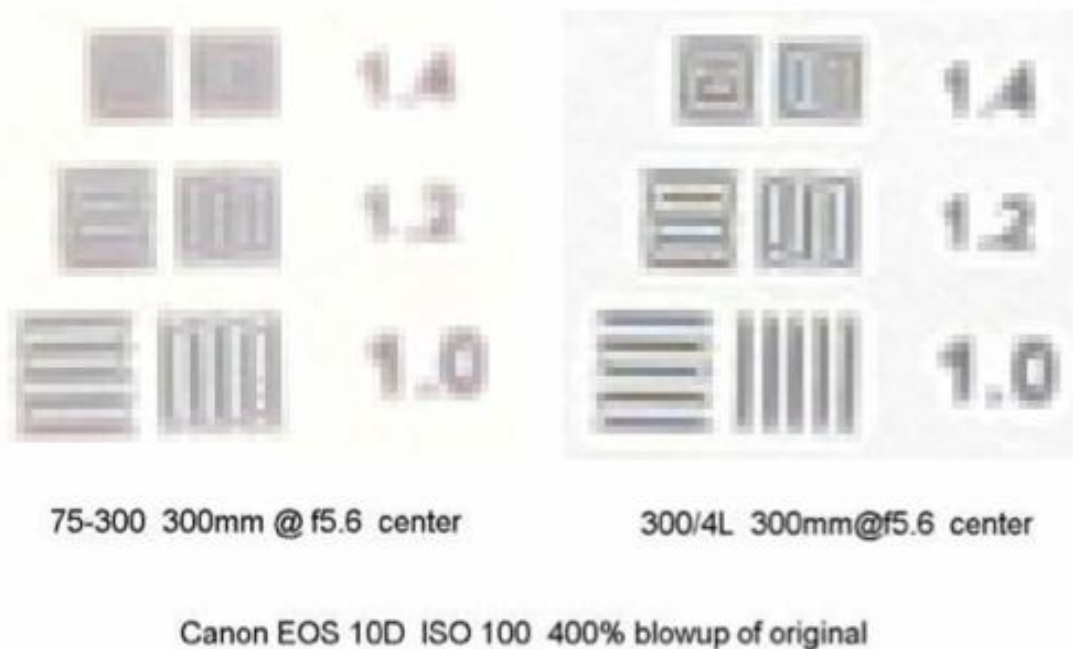 1.4 1.4
1.2 1.2
1.0 1.0
75-300 300mm @ f5.6 center 300/4L 300mm@f5.6 center
Canon EOS 10D ISO 100 400% blowup of original